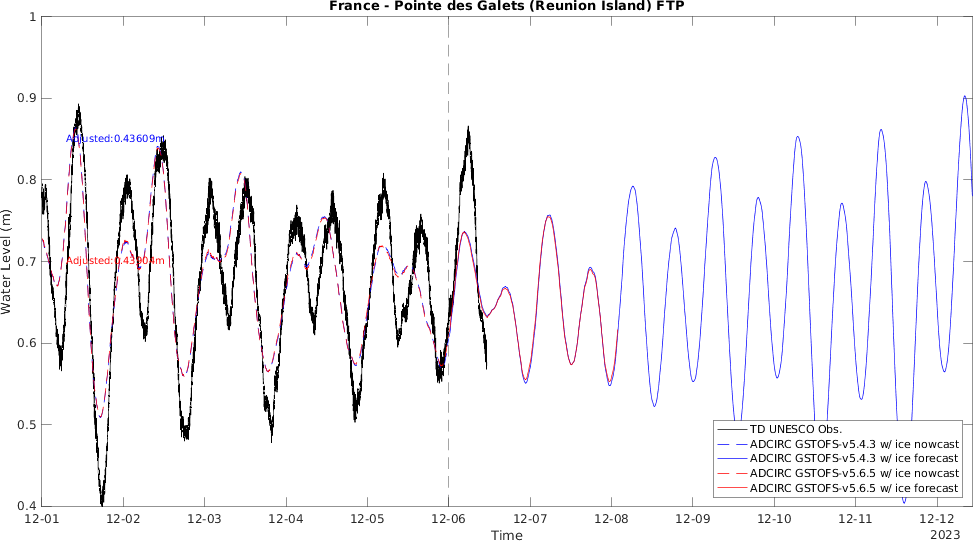 France - Pointe des Galets (Reunion Island) FTP
1
0.9
0.8
0.7
0.6
0.5
0.4
Water Level (m)
Adjusted:0.43609m
12-01
12-02
12-03
12-04
12-05
12-06
12-07
12-08
12-09
12-10
12-11
12-12
2023
Time
TD UNESCO Obs.
ADCIRC GSTOFS-v5.4.3 w/ ice nowcast
ADCIRC GSTOFS-v5.4.3 w/ ice forecast
ADCIRC GSTOFS-v5.6.5 w/ ice nowcast
ADCIRC GSTOFS-v5.6.5 w/ ice forecast